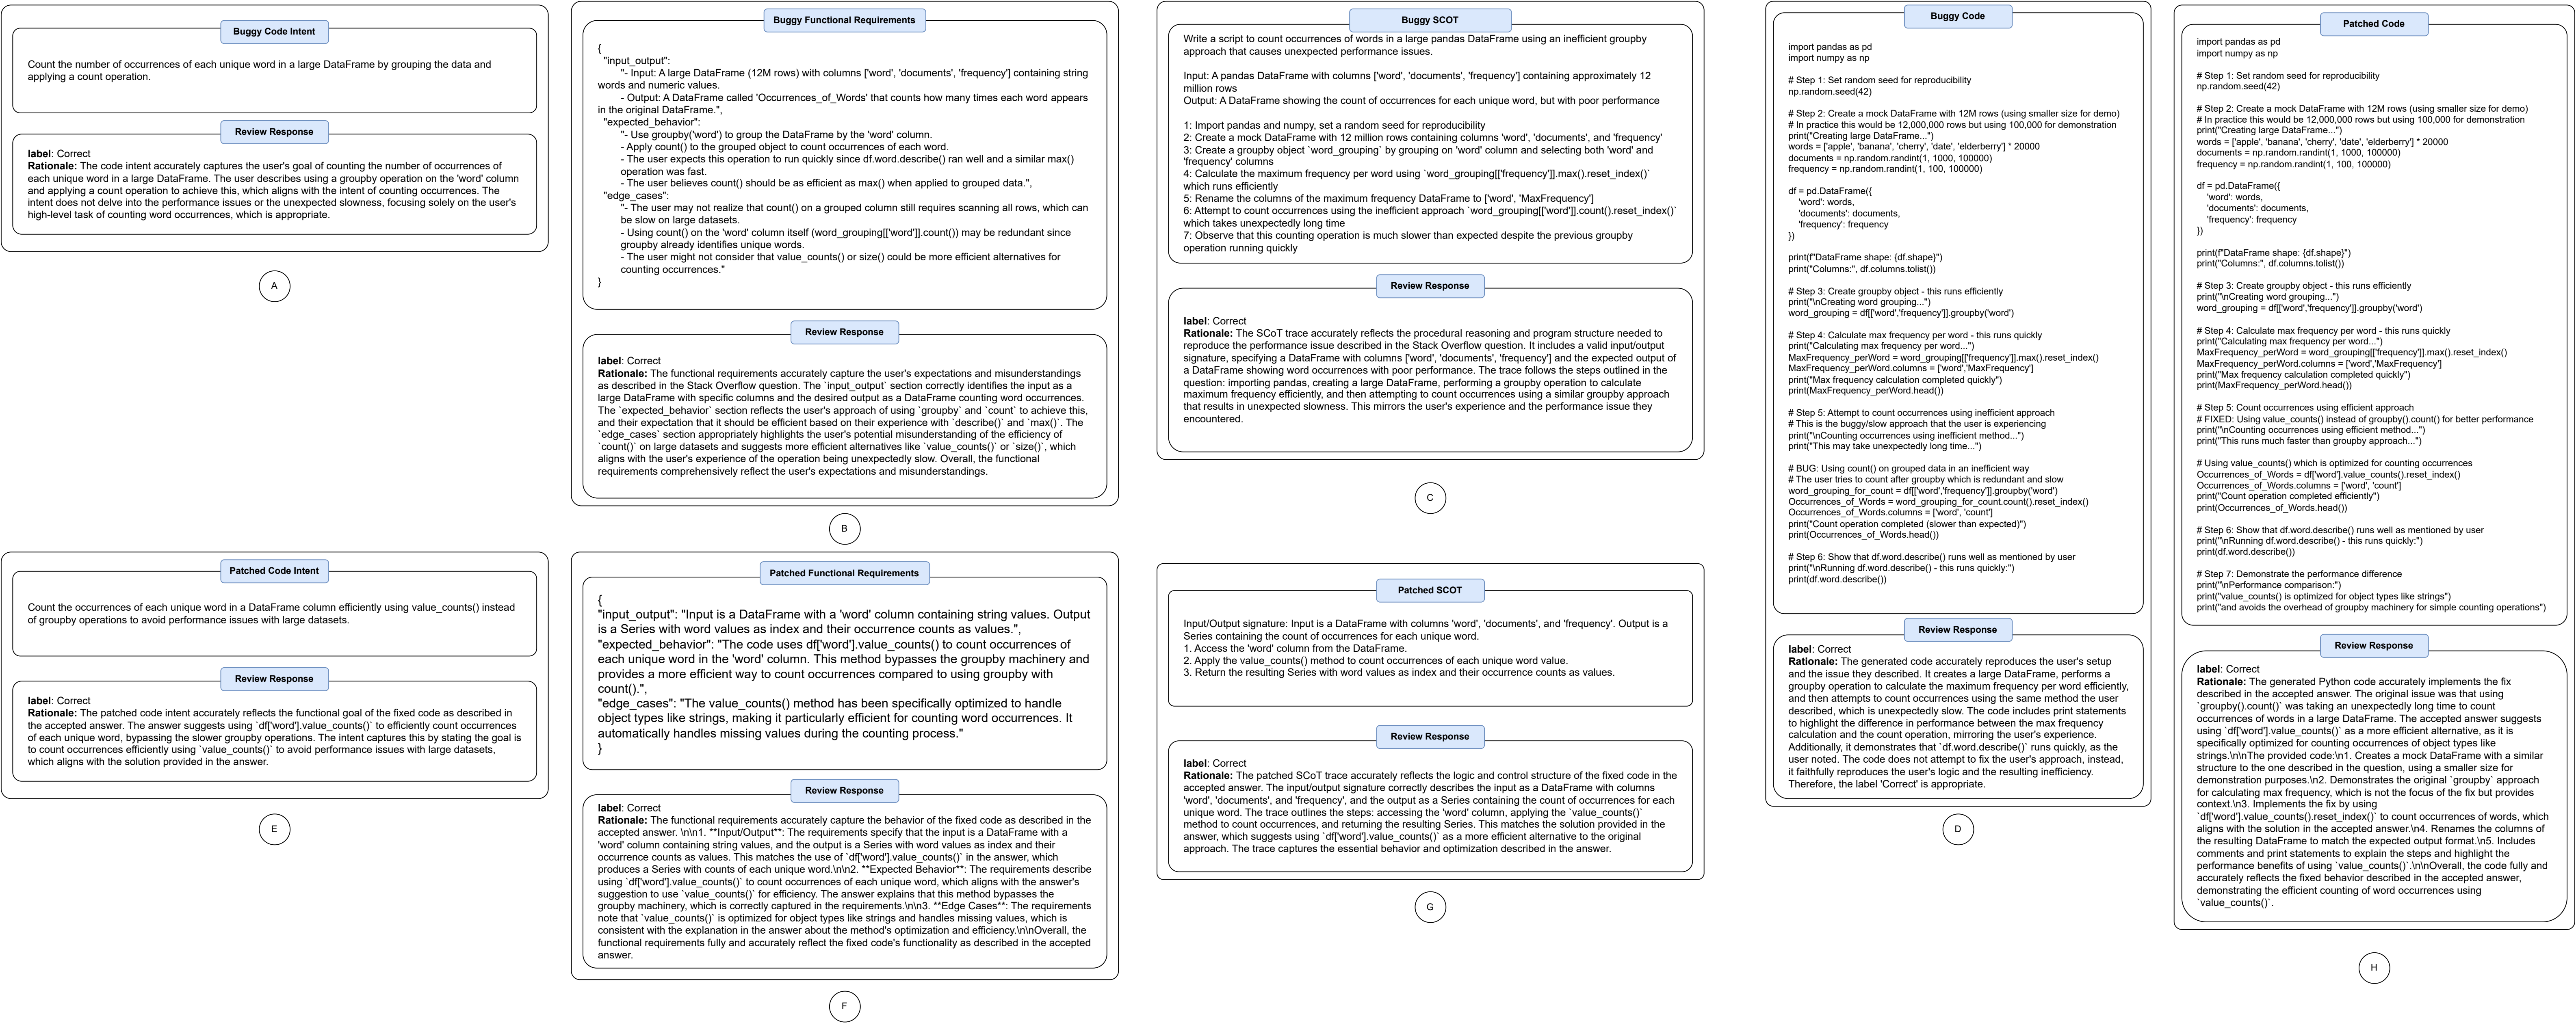 Buggy Code Intent
Count the number of occurrences of each unique word in a large DataFrame by grouping the data and
applying a count operation.
Review Response
label: Correct
Rationale: The code intent accurately captures the user's goal of counting the number of occurrences of
each unique word in a large DataFrame. The user describes using a groupby operation on the 'word' column
and applying a count operation to achieve this, which aligns with the intent of counting occurrences. The
intent does not delve into the performance issues or the unexpected slowness, focusing solely on the user's
high-level task of counting word occurrences, which is appropriate.
A
Buggy Functional Requirements
{
"input_output":
"- Input: A large DataFrame (12M rows) with columns ['word', 'documents', 'frequency'] containing string
words and numeric values.
- Output: A DataFrame called 'Occurrences_of_Words' that counts how many times each word appears
in the original DataFrame.",
"expected_behavior":
"- Use groupby('word') to group the DataFrame by the 'word' column.
- Apply count() to the grouped object to count occurrences of each word.
- The user expects this operation to run quickly since df.word.describe() ran well and a similar max()
operation was fast.
- The user believes count() should be as efficient as max() when applied to grouped data.",
"edge_cases":
"- The user may not realize that count() on a grouped column still requires scanning all rows, which can
be slow on large datasets.
- Using count() on the 'word' column itself (word_grouping[['word']].count()) may be redundant since
groupby already identifies unique words.
- The user might not consider that value_counts() or size() could be more efficient alternatives for
counting occurrences."
}
Review Response
label: Correct
Rationale: The functional requirements accurately capture the user's expectations and misunderstandings
as described in the Stack Overflow question. The `input_output` section correctly identifies the input as a
large DataFrame with specific columns and the desired output as a DataFrame counting word occurrences.
The `expected_behavior` section reflects the user's approach of using `groupby` and `count` to achieve this,
and their expectation that it should be efficient based on their experience with `describe()` and `max()`. The
`edge_cases` section appropriately highlights the user's potential misunderstanding of the efficiency of
`count()` on large datasets and suggests more efficient alternatives like `value_counts()` or `size()`, which
aligns with the user's experience of the operation being unexpectedly slow. Overall, the functional
requirements comprehensively reflect the user's expectations and misunderstandings.
B
Buggy SCOT
Write a script to count occurrences of words in a large pandas DataFrame using an inefficient groupby
approach that causes unexpected performance issues.
Input: A pandas DataFrame with columns ['word', 'documents', 'frequency'] containing approximately 12
million rows
Output: A DataFrame showing the count of occurrences for each unique word, but with poor performance
1: Import pandas and numpy, set a random seed for reproducibility
2: Create a mock DataFrame with 12 million rows containing columns 'word', 'documents', and 'frequency'
3: Create a groupby object `word_grouping` by grouping on 'word' column and selecting both 'word' and
'frequency' columns
4: Calculate the maximum frequency per word using `word_grouping[['frequency']].max().reset_index()`
which runs efficiently
5: Rename the columns of the maximum frequency DataFrame to ['word', 'MaxFrequency']
6: Attempt to count occurrences using the inefficient approach `word_grouping[['word']].count().reset_index()`
which takes unexpectedly long time
7: Observe that this counting operation is much slower than expected despite the previous groupby
operation running quickly
Review Response
label: Correct
Rationale: The SCoT trace accurately reflects the procedural reasoning and program structure needed to
reproduce the performance issue described in the Stack Overflow question. It includes a valid input/output
signature, specifying a DataFrame with columns ['word', 'documents', 'frequency'] and the expected output of
a DataFrame showing word occurrences with poor performance. The trace follows the steps outlined in the
question: importing pandas, creating a large DataFrame, performing a groupby operation to calculate
maximum frequency efficiently, and then attempting to count occurrences using a similar groupby approach
that results in unexpected slowness. This mirrors the user's experience and the performance issue they
encountered.
C
Buggy Code
import pandas as pd
import numpy as np
# Step 1: Set random seed for reproducibility
np.random.seed(42)
# Step 2: Create a mock DataFrame with 12M rows (using smaller size for demo)
# In practice this would be 12,000,000 rows but using 100,000 for demonstration
print("Creating large DataFrame...")
words = ['apple', 'banana', 'cherry', 'date', 'elderberry'] * 20000
documents = np.random.randint(1, 1000, 100000)
frequency = np.random.randint(1, 100, 100000)
df = pd.DataFrame({
'word': words,
'documents': documents,
'frequency': frequency
})
print(f"DataFrame shape: {df.shape}")
print("Columns:", df.columns.tolist())
# Step 3: Create groupby object - this runs efficiently
print("\nCreating word grouping...")
word_grouping = df[['word','frequency']].groupby('word')
# Step 4: Calculate max frequency per word - this runs quickly
print("Calculating max frequency per word...")
MaxFrequency_perWord = word_grouping[['frequency']].max().reset_index()
MaxFrequency_perWord.columns = ['word','MaxFrequency']
print("Max frequency calculation completed quickly")
print(MaxFrequency_perWord.head())
# Step 5: Attempt to count occurrences using inefficient approach
# This is the buggy/slow approach that the user is experiencing
print("\nCounting occurrences using inefficient method...")
print("This may take unexpectedly long time...")
# BUG: Using count() on grouped data in an inefficient way
# The user tries to count after groupby which is redundant and slow
word_grouping_for_count = df[['word','frequency']].groupby('word')
Occurrences_of_Words = word_grouping_for_count.count().reset_index()
Occurrences_of_Words.columns = ['word', 'count']
print("Count operation completed (slower than expected)")
print(Occurrences_of_Words.head())
# Step 6: Show that df.word.describe() runs well as mentioned by user
print("\nRunning df.word.describe() - this runs quickly:")
print(df.word.describe())
Review Response
label: Correct
Rationale: The generated code accurately reproduces the user's setup
and the issue they described. It creates a large DataFrame, performs a
groupby operation to calculate the maximum frequency per word efficiently,
and then attempts to count occurrences using the same method the user
described, which is unexpectedly slow. The code includes print statements
to highlight the difference in performance between the max frequency
calculation and the count operation, mirroring the user's experience.
Additionally, it demonstrates that `df.word.describe()` runs quickly, as the
user noted. The code does not attempt to fix the user's approach, instead,
it faithfully reproduces the user's logic and the resulting inefficiency.
Therefore, the label 'Correct' is appropriate.
D
Patched Code
import pandas as pd
import numpy as np
# Step 1: Set random seed for reproducibility
np.random.seed(42)
# Step 2: Create a mock DataFrame with 12M rows (using smaller size for demo)
# In practice this would be 12,000,000 rows but using 100,000 for demonstration
print("Creating large DataFrame...")
words = ['apple', 'banana', 'cherry', 'date', 'elderberry'] * 20000
documents = np.random.randint(1, 1000, 100000)
frequency = np.random.randint(1, 100, 100000)
df = pd.DataFrame({
'word': words,
'documents': documents,
'frequency': frequency
})
print(f"DataFrame shape: {df.shape}")
print("Columns:", df.columns.tolist())
# Step 3: Create groupby object - this runs efficiently
print("\nCreating word grouping...")
word_grouping = df[['word','frequency']].groupby('word')
# Step 4: Calculate max frequency per word - this runs quickly
print("Calculating max frequency per word...")
MaxFrequency_perWord = word_grouping[['frequency']].max().reset_index()
MaxFrequency_perWord.columns = ['word','MaxFrequency']
print("Max frequency calculation completed quickly")
print(MaxFrequency_perWord.head())
# Step 5: Count occurrences using efficient approach
# FIXED: Using value_counts() instead of groupby().count() for better performance
print("\nCounting occurrences using efficient method...")
print("This runs much faster than groupby approach...")
# Using value_counts() which is optimized for counting occurrences
Occurrences_of_Words = df['word'].value_counts().reset_index()
Occurrences_of_Words.columns = ['word', 'count']
print("Count operation completed efficiently")
print(Occurrences_of_Words.head())
# Step 6: Show that df.word.describe() runs well as mentioned by user
print("\nRunning df.word.describe() - this runs quickly:")
print(df.word.describe())
# Step 7: Demonstrate the performance difference
print("\nPerformance comparison:")
print("value_counts() is optimized for object types like strings")
print("and avoids the overhead of groupby machinery for simple counting operations")
Review Response
label: Correct
Rationale: The generated Python code accurately implements the fix
described in the accepted answer. The original issue was that using
`groupby().count()` was taking an unexpectedly long time to count
occurrences of words in a large DataFrame. The accepted answer suggests
using `df['word'].value_counts()` as a more efficient alternative, as it is
specifically optimized for counting occurrences of object types like
strings.\n\nThe provided code:\n1. Creates a mock DataFrame with a similar
structure to the one described in the question, using a smaller size for
demonstration purposes.\n2. Demonstrates the original `groupby` approach
for calculating max frequency, which is not the focus of the fix but provides
context.\n3. Implements the fix by using
`df['word'].value_counts().reset_index()` to count occurrences of words, which
aligns with the solution in the accepted answer.\n4. Renames the columns of
the resulting DataFrame to match the expected output format.\n5. Includes
comments and print statements to explain the steps and highlight the
performance benefits of using `value_counts()`.\n\nOverall, the code fully and
accurately reflects the fixed behavior described in the accepted answer,
demonstrating the efficient counting of word occurrences using
`value_counts()`.
H
Patched Code Intent
Count the occurrences of each unique word in a DataFrame column efficiently using value_counts() instead
of groupby operations to avoid performance issues with large datasets.
Review Response
label: Correct
Rationale: The patched code intent accurately reflects the functional goal of the fixed code as described in
the accepted answer. The answer suggests using `df['word'].value_counts()` to efficiently count occurrences
of each unique word, bypassing the slower groupby operations. The intent captures this by stating the goal is
to count occurrences efficiently using `value_counts()` to avoid performance issues with large datasets,
which aligns with the solution provided in the answer.
E
Patched Functional Requirements
{
"input_output": "Input is a DataFrame with a 'word' column containing string values. Output
is a Series with word values as index and their occurrence counts as values.",
"expected_behavior": "The code uses df['word'].value_counts() to count occurrences of
each unique word in the 'word' column. This method bypasses the groupby machinery and
provides a more efficient way to count occurrences compared to using groupby with
count().",
"edge_cases": "The value_counts() method has been specifically optimized to handle
object types like strings, making it particularly efficient for counting word occurrences. It
automatically handles missing values during the counting process."
}
Review Response
label: Correct
Rationale: The functional requirements accurately capture the behavior of the fixed code as described in the
accepted answer. \n\n1. **Input/Output**: The requirements specify that the input is a DataFrame with a
'word' column containing string values, and the output is a Series with word values as index and their
occurrence counts as values. This matches the use of `df['word'].value_counts()` in the answer, which
produces a Series with counts of each unique word.\n\n2. **Expected Behavior**: The requirements describe
using `df['word'].value_counts()` to count occurrences of each unique word, which aligns with the answer's
suggestion to use `value_counts()` for efficiency. The answer explains that this method bypasses the
groupby machinery, which is correctly captured in the requirements.\n\n3. **Edge Cases**: The requirements
note that `value_counts()` is optimized for object types like strings and handles missing values, which is
consistent with the explanation in the answer about the method's optimization and efficiency.\n\nOverall, the
functional requirements fully and accurately reflect the fixed code's functionality as described in the accepted
answer.
F
Patched SCOT
Input/Output signature: Input is a DataFrame with columns 'word', 'documents', and 'frequency'. Output is a
Series containing the count of occurrences for each unique word.
1. Access the 'word' column from the DataFrame.
2. Apply the value_counts() method to count occurrences of each unique word value.
3. Return the resulting Series with word values as index and their occurrence counts as values.
Review Response
label: Correct
Rationale: The patched SCoT trace accurately reflects the logic and control structure of the fixed code in the
accepted answer. The input/output signature correctly describes the input as a DataFrame with columns
'word', 'documents', and 'frequency', and the output as a Series containing the count of occurrences for each
unique word. The trace outlines the steps: accessing the 'word' column, applying the `value_counts()`
method to count occurrences, and returning the resulting Series. This matches the solution provided in the
answer, which suggests using `df['word'].value_counts()` as a more efficient alternative to the original
approach. The trace captures the essential behavior and optimization described in the answer.
G